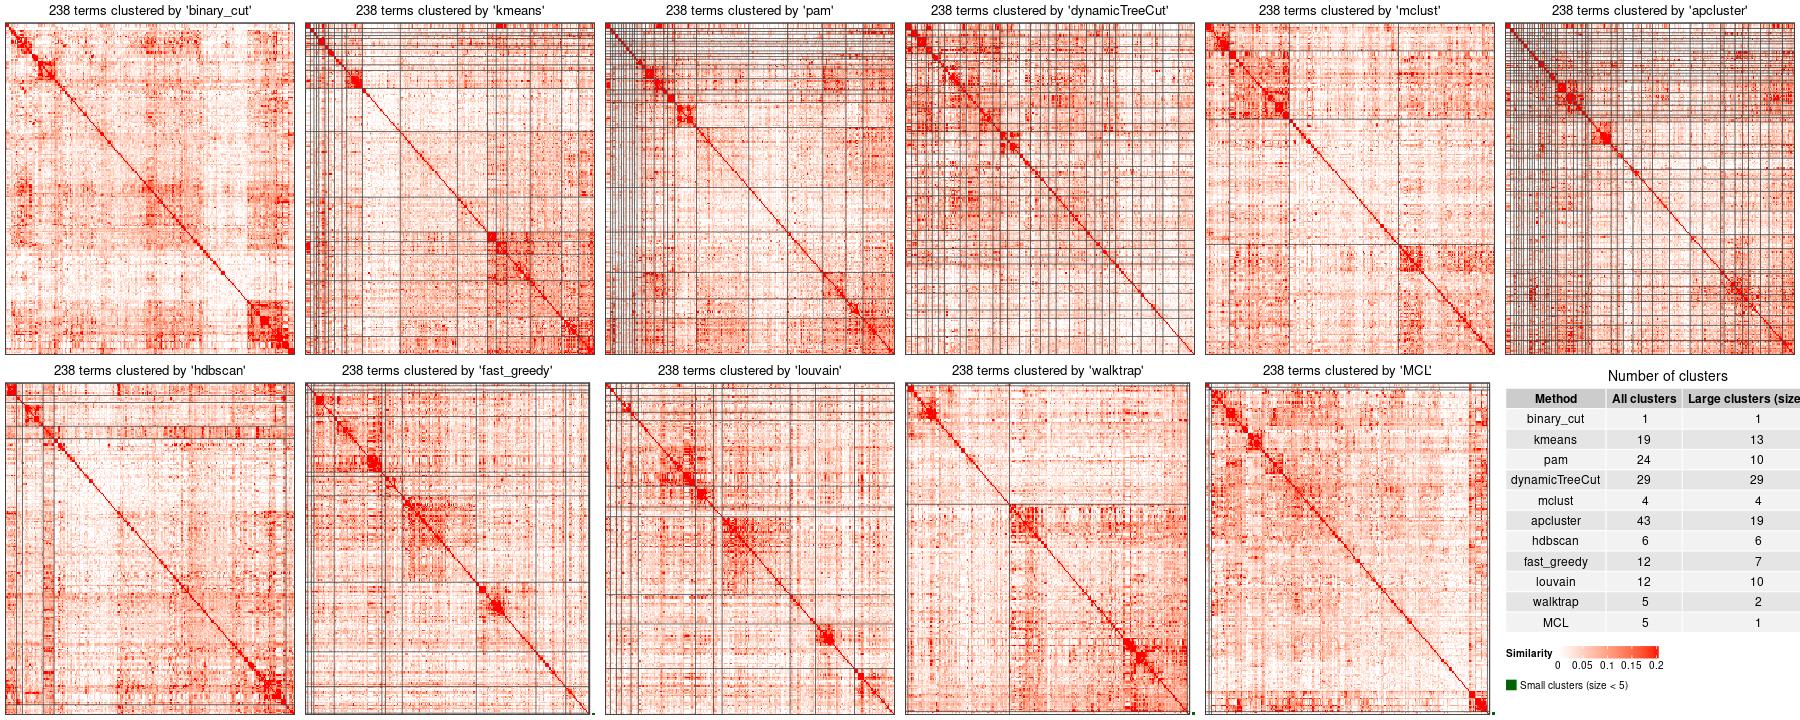 238 terms clustered by 'binary_cut'
238 terms clustered by 'kmeans'
238 terms clustered by 'pam'
238 terms clustered by 'dynamicTreeCut'
238 terms clustered by 'mclust'
238 terms clustered by 'apcluster'
238 terms clustered by 'hdbscan'
238 terms clustered by 'fast_greedy'
238 terms clustered by 'louvain'
238 terms clustered by 'walktrap'
238 terms clustered by 'MCL'
Number of clusters
Method All clusters Large clusters (size
binary_cut 1 1
kmeans 19 13
pam 24 10
dynamicTreeCut 29 29
mclust 4 4
apcluster 43 19
hdbscan 6 6
fast_greedy 12 7
louvain 12 10
walktrap 5 2
MCL 5 1
Similarity
0 0.05 0.1 0.15 0.2
Small clusters (size < 5)